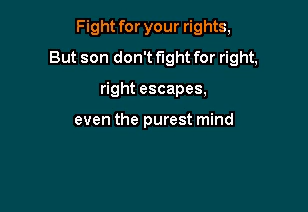 Fight for your rights,
But son don't fight for right,
right escapes,
even the purest mind